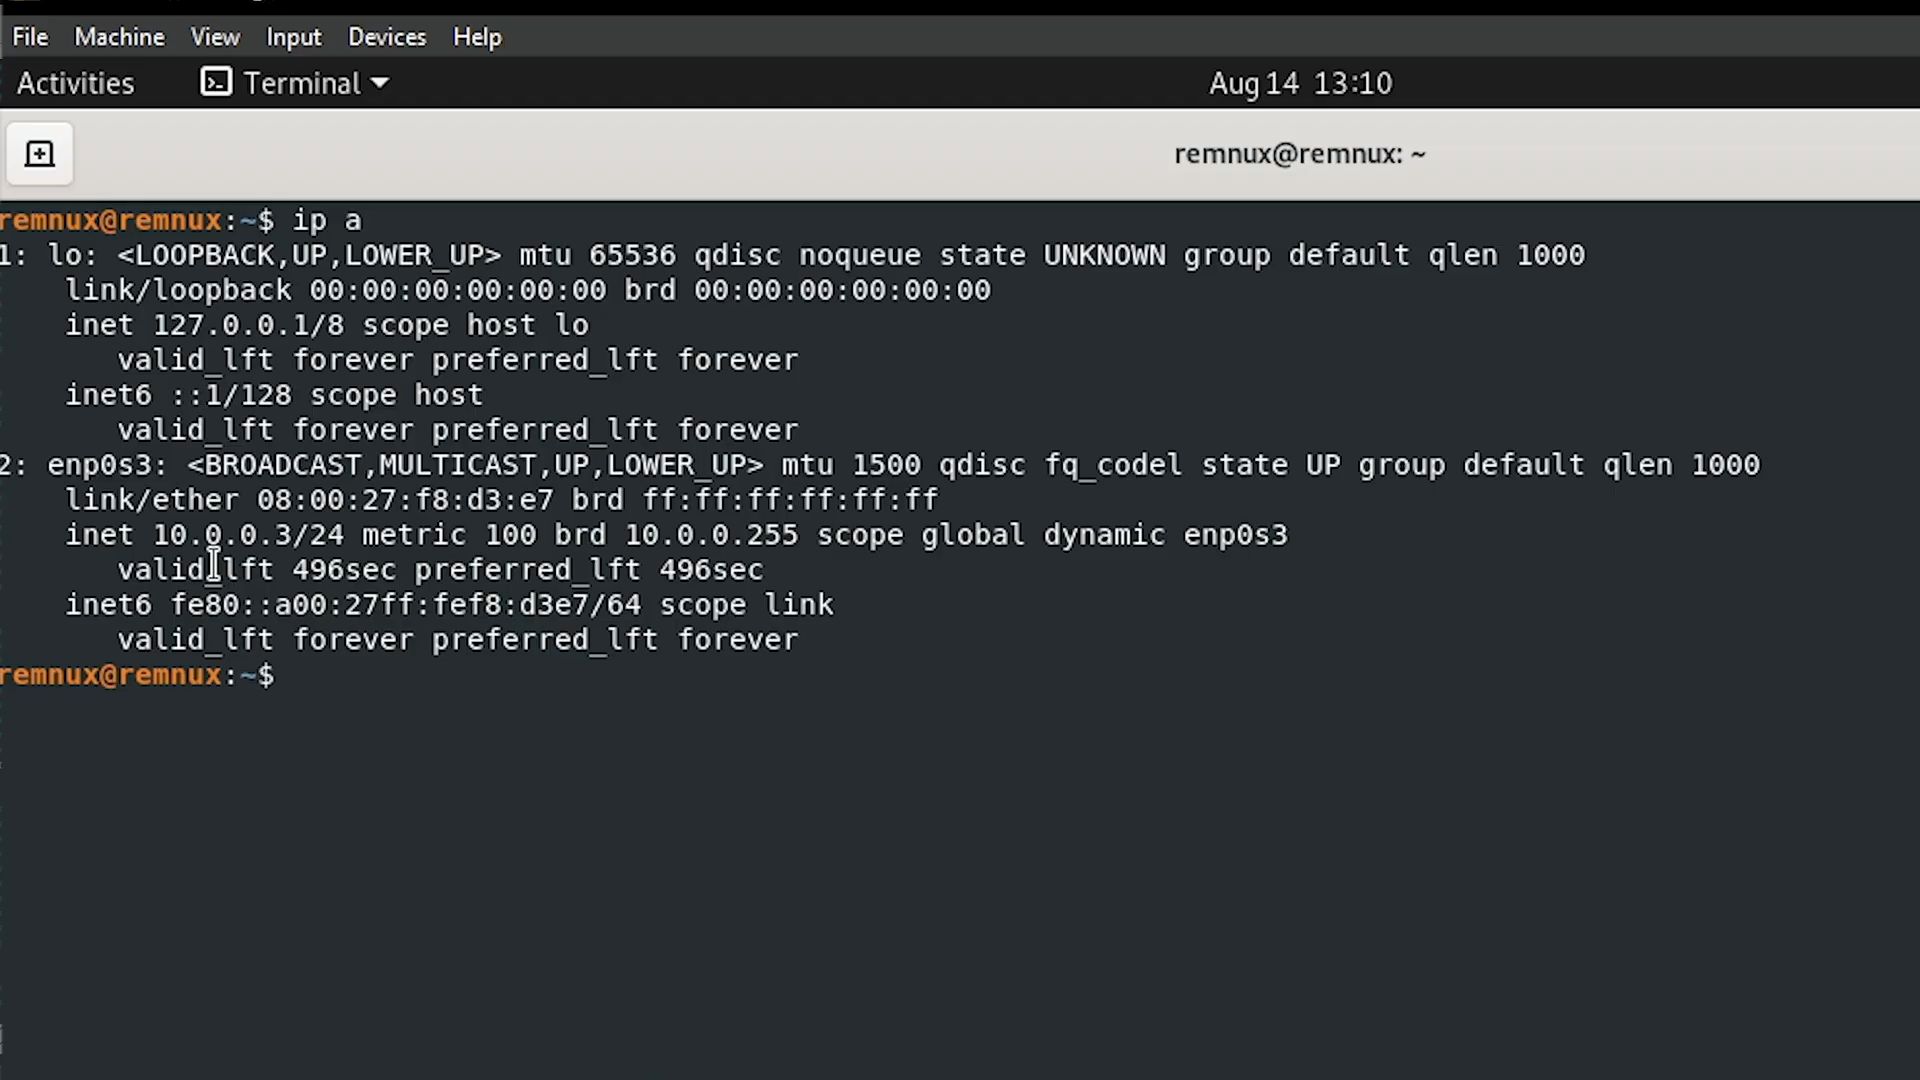 File Machine View Input Devices Help
Activities Terminal Aug 14 13:10
remnux@remnux: ~
remnux@remnux:~$ ip a
1: lo: <LOOPBACK,UP,LOWER_UP> mtu 65536 qdisc noqueue state UNKNOWN group default qlen 1000
    link/loopback 00:00:00:00:00:00 brd 00:00:00:00:00:00
    inet 127.0.0.1/8 scope host lo
       valid_lft forever preferred_lft forever
    inet6 ::1/128 scope host
       valid_lft forever preferred_lft forever
2: enp0s3: <BROADCAST,MULTICAST,UP,LOWER_UP> mtu 1500 qdisc fq_codel state UP group default qlen 1000
    link/ether 08:00:27:f8:d3:e7 brd ff:ff:ff:ff:ff:ff
    inet 10.0.0.3/24 metric 100 brd 10.0.0.255 scope global dynamic enp0s3
       valid_lft 496sec preferred_lft 496sec
    inet6 fe80::a00:27ff:fef8:d3e7/64 scope link
       valid_lft forever preferred_lft forever
remnux@remnux:~$